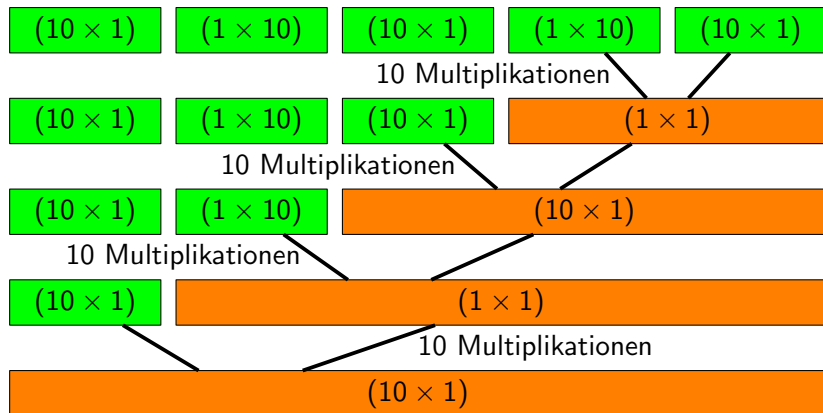 (10 × 1) (1 × 10) (10 × 1) (1 × 10) (10 × 1)
10 Multiplikationen
(10 × 1) (1 × 10) (10 × 1) (1 × 1)
10 Multiplikationen
(10 × 1) (1 × 10) (10 × 1)
10 Multiplikationen
(10 × 1) (1 × 1)
10 Multiplikationen
(10 × 1)